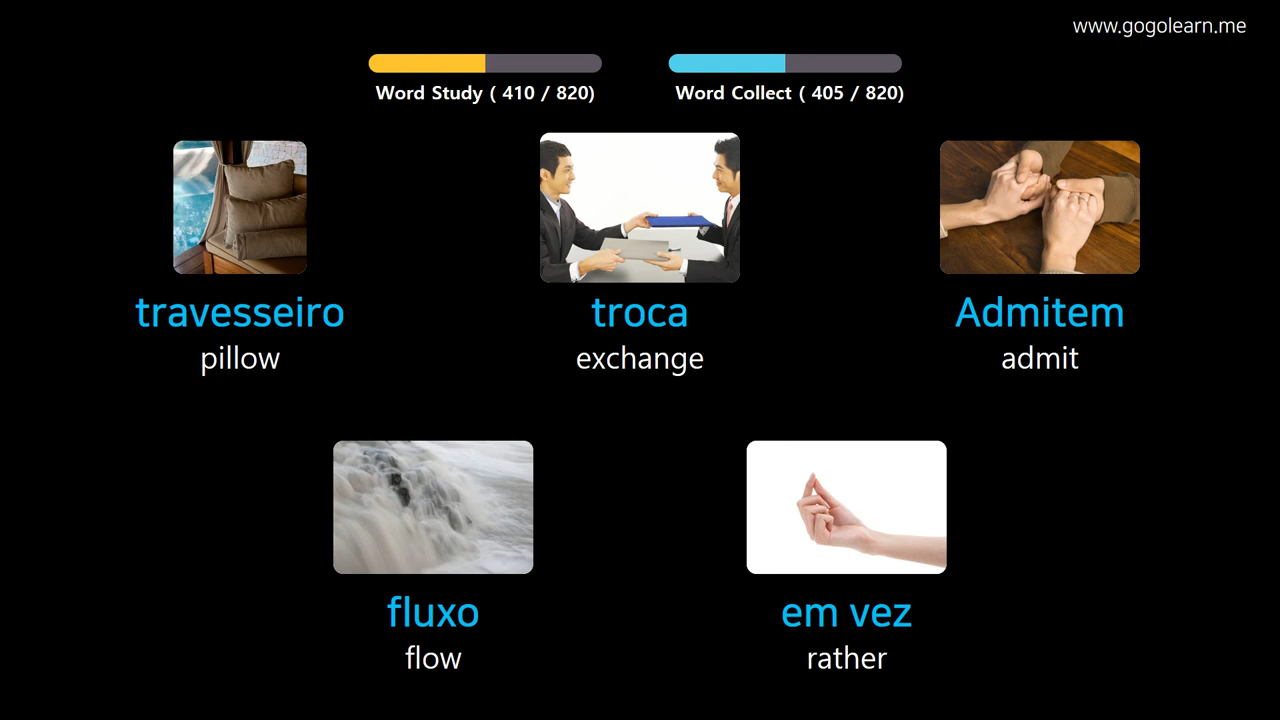 www.gogolearn.me
Word Study ( 410 / 820)
Word Collect ( 405 / 820)
travesseiro
pillow
troca
exchange
Admitem
admit
fluxo
flow
em vez
rather